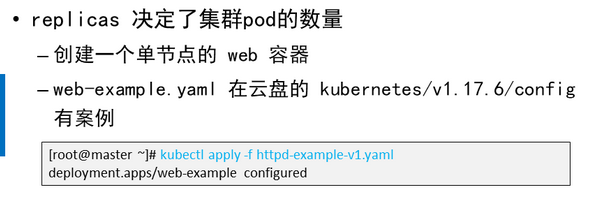 • replicas 决定了集群pod的数量
– 创建一个单节点的 web 容器
– web-example.yaml 在云盘的 kubernetes/v1.17.6/config
有案例
[root@master ~]# kubectl apply -f httpd-example-v1.yaml
deployment.apps/web-example configured